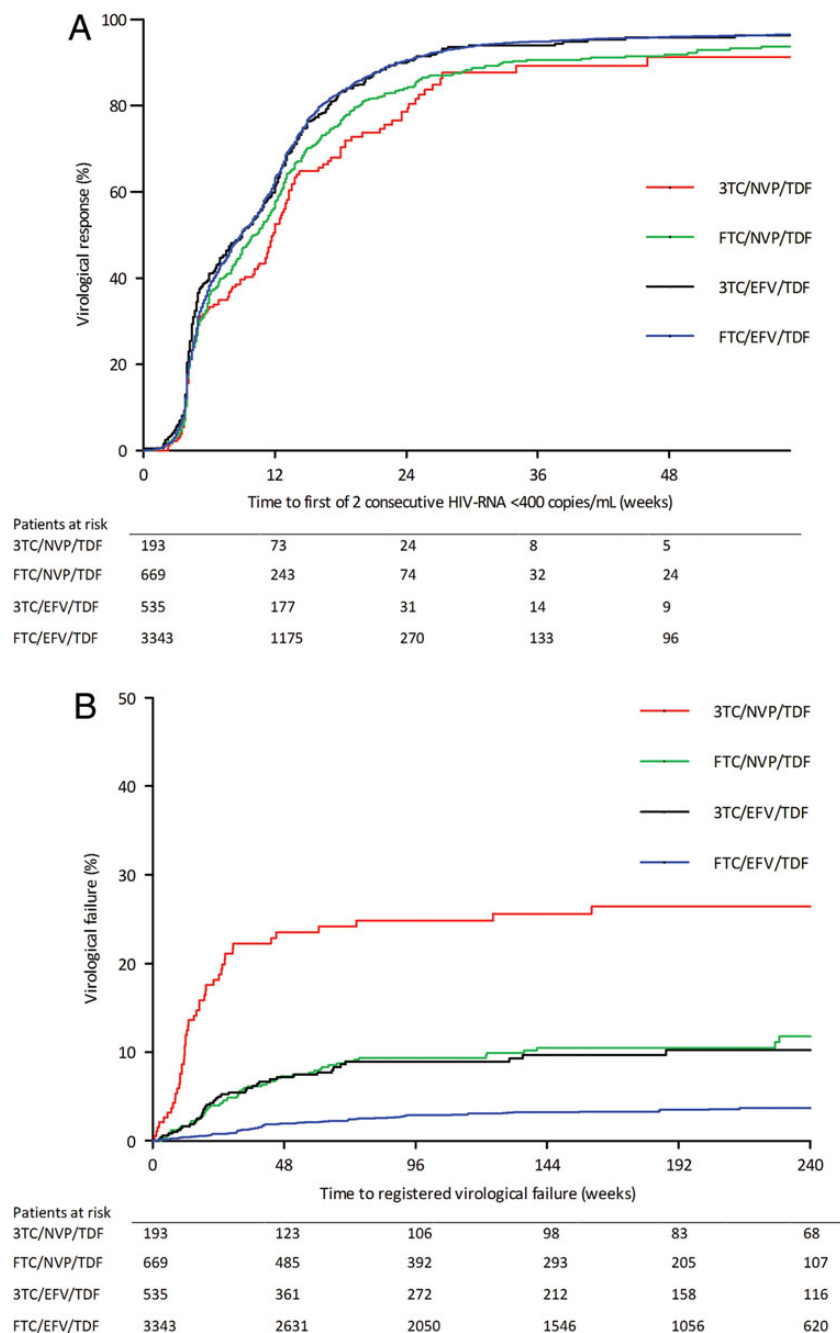 A
100
80
60
40
20
0
Virological response (%)
3TC/NVP/TDF
FTC/NVP/TDF
3TC/EFV/TDF
FTC/EFV/TDF
0 12 24 36 48
Time to first of 2 consecutive HIV-RNA <400 copies/mL (weeks)
Patients at risk
3TC/NVP/TDF 193 73 24 8 5
FTC/NVP/TDF 669 243 74 32 24
3TC/EFV/TDF 535 177 31 14 9
FTC/EFV/TDF 3343 1175 270 133 96
B
50
40
30
20
10
0
Virological failure (%)
3TC/NVP/TDF
FTC/NVP/TDF
3TC/EFV/TDF
FTC/EFV/TDF
0 48 96 144 192 240
Time to registered virological failure (weeks)
Patients at risk
3TC/NVP/TDF 193 123 106 98 83 68
FTC/NVP/TDF 669 485 392 293 205 107
3TC/EFV/TDF 535 361 272 212 158 116
FTC/EFV/TDF 3343 2631 2050 1546 1056 620